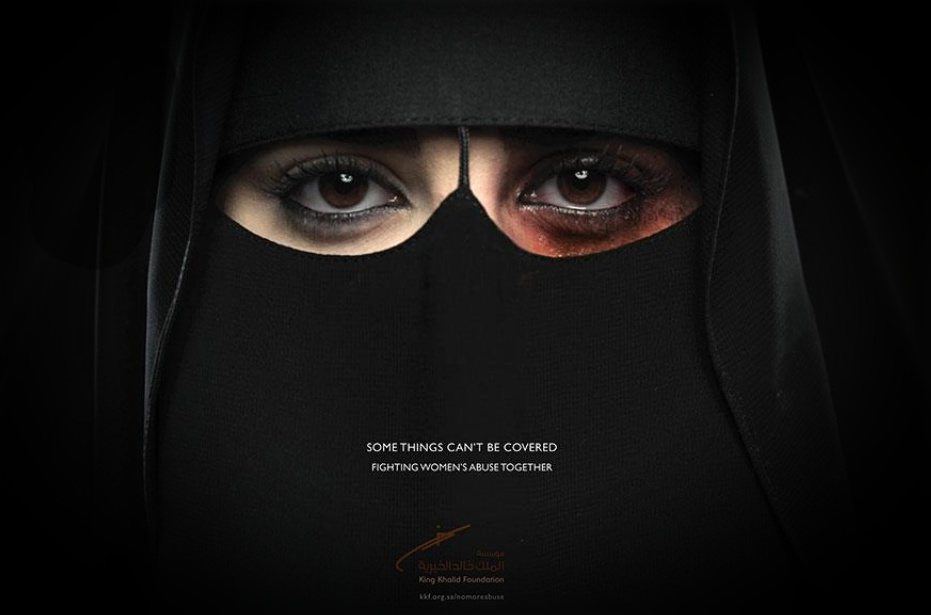 SOME THINGS CAN'T BE COVERED
FIGHTING WOMEN'S ABUSE TOGETHER
مؤسسة
الملك خالد الخيرية
King Khalid Foundation
kkf.org.sa/nomoreabuse